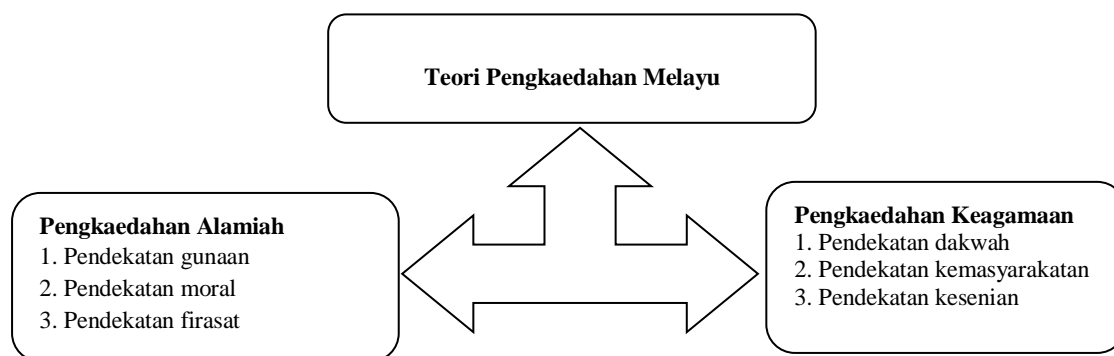 Teori Pengkaedahan Melayu
Pengkaedahan Alamiah
1. Pendekatan gunaan
2. Pendekatan moral
3. Pendekatan firasat
Pengkaedahan Keagamaan
1. Pendekatan dakwah
2. Pendekatan kemasyarakatan
3. Pendekatan kesenian